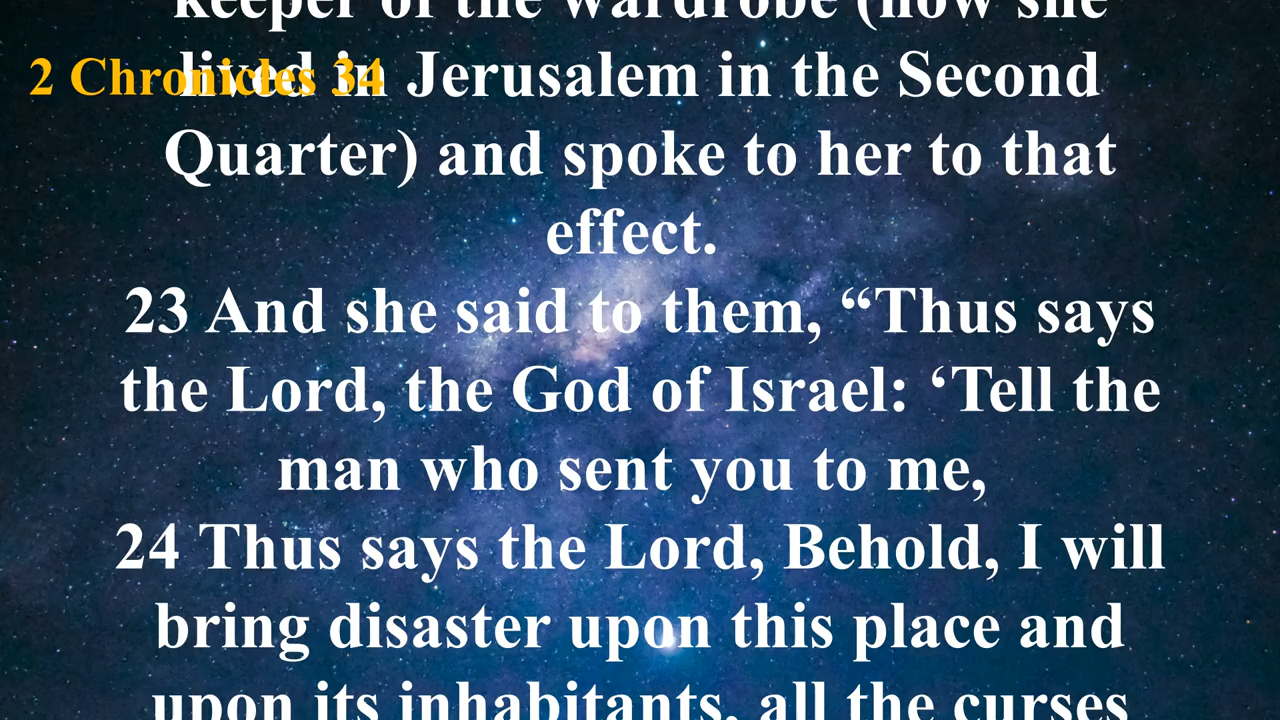 keeper of the wardrobe (now she
2 Chronicles 34
lived in Jerusalem in the Second
Quarter) and spoke to her to that
effect.
23 And she said to them, “Thus says
the Lord, the God of Israel: ‘Tell the
man who sent you to me,
24 Thus says the Lord, Behold, I will
bring disaster upon this place and
upon its inhabitants, all the curses